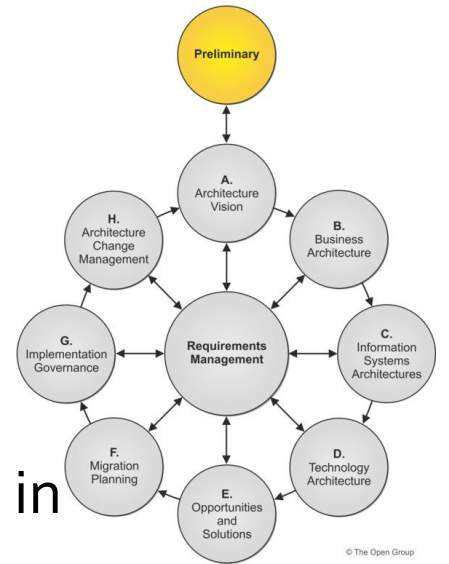 Preliminary
A.
Architecture
Vision
B.
Business
Architecture
C.
Information
Systems
Architectures
D.
Technology
Architecture
E.
Opportunities
and
Solutions
F.
Migration
Planning
G.
Implementation
Governance
H.
Architecture
Change
Management
Requirements
Management
in
© The Open Group